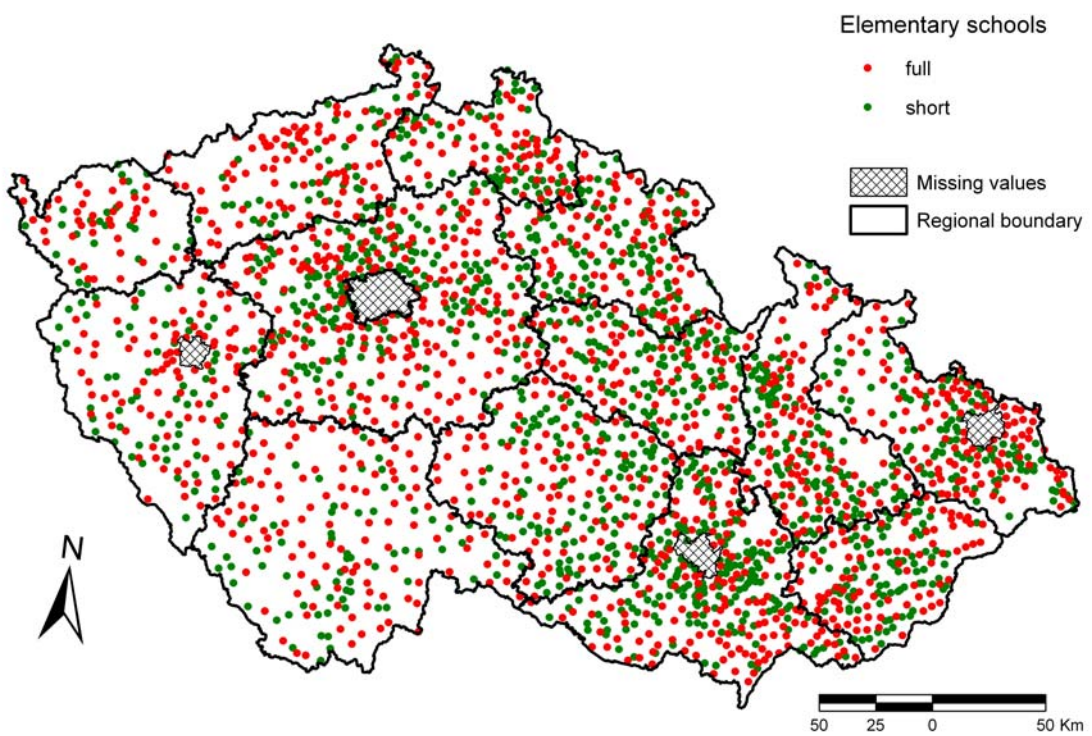 Elementary schools
full
short
Missing values
Regional boundary
N
50 25 0 50 Km